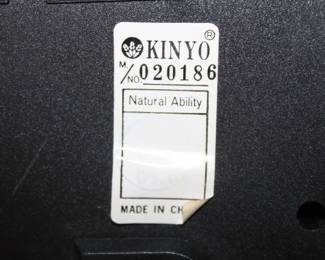 KINYO®
M/NO. 020186
Natural Ability
MADE IN CH